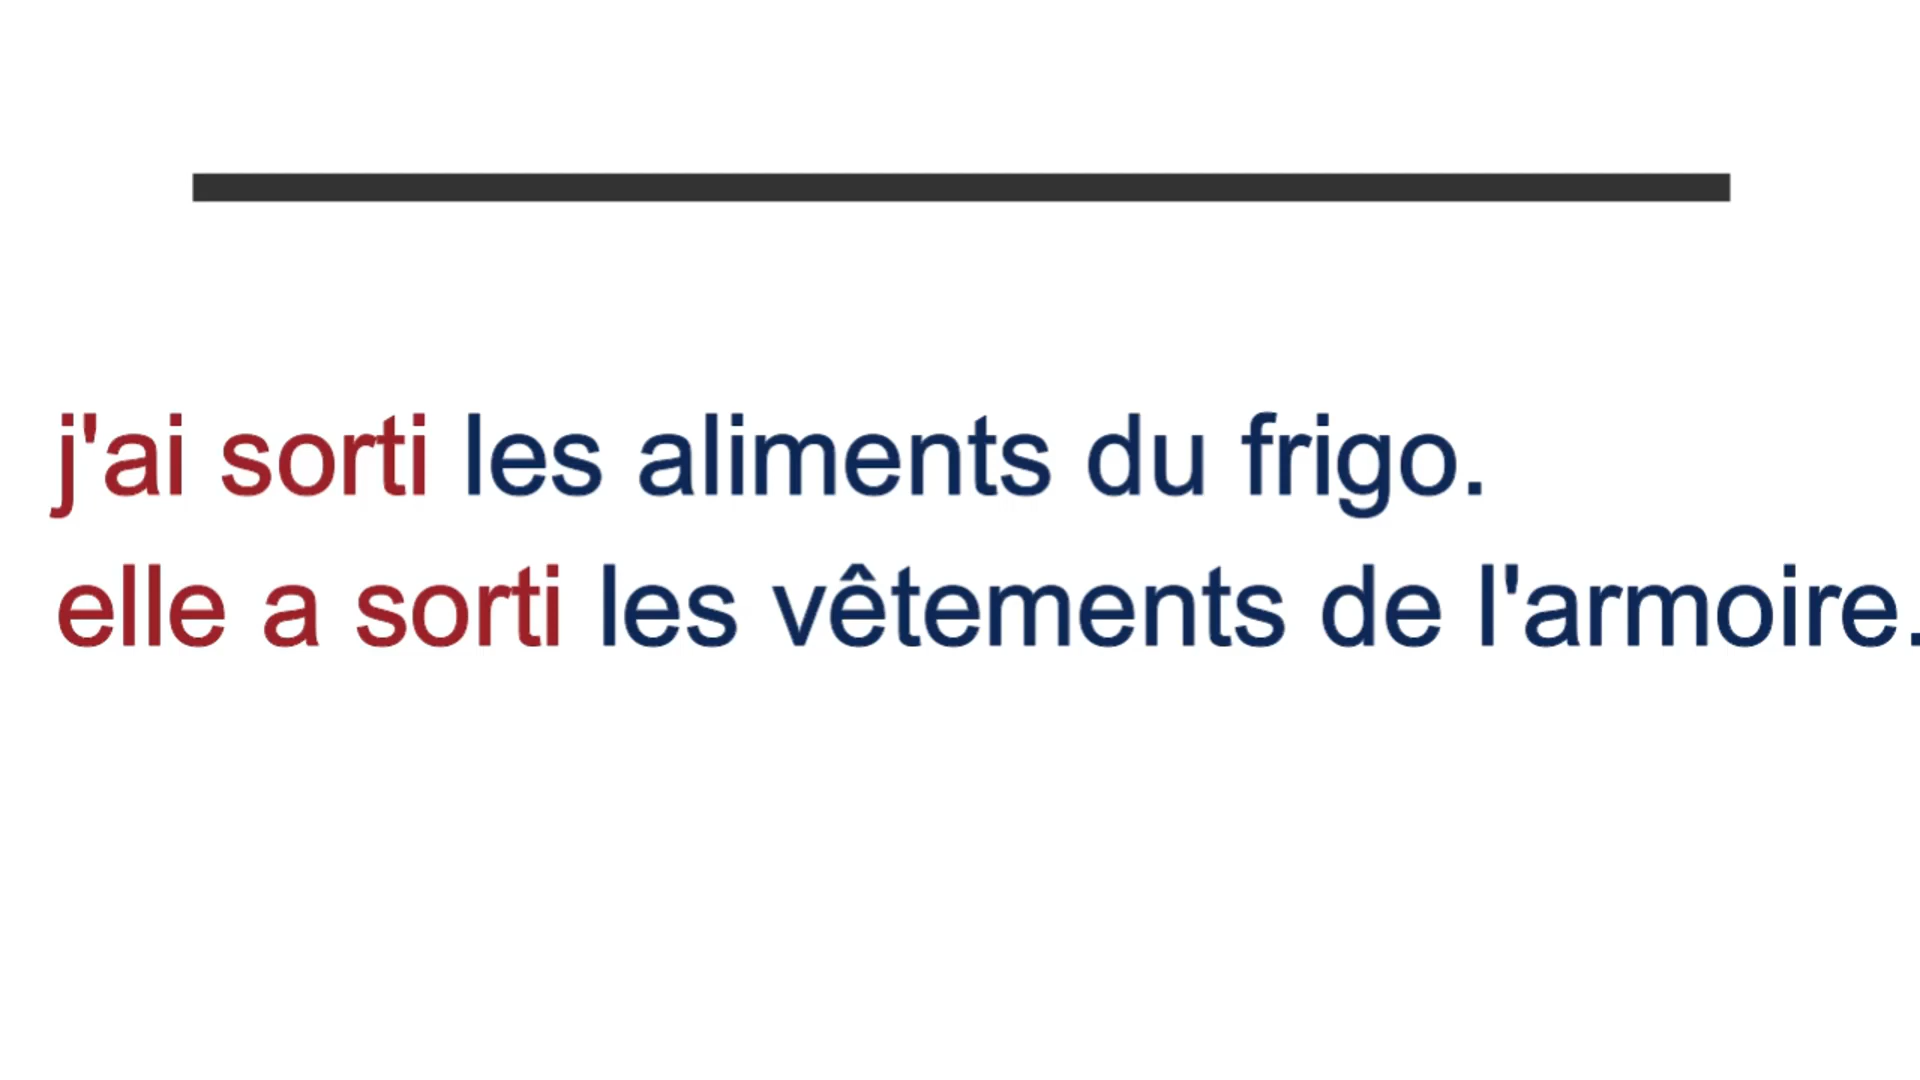 j'ai sorti les aliments du frigo.
elle a sorti les vêtements de l'armoire.